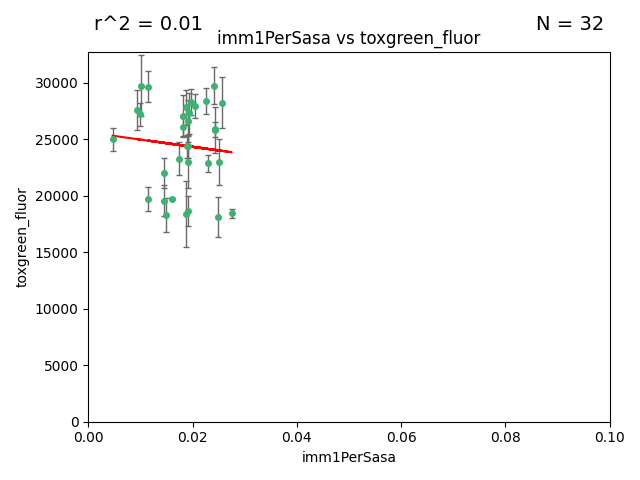 r^2 = 0.01
N = 32
imm1PerSasa vs toxgreen_fluor
toxgreen_fluor
30000
25000
20000
15000
10000
5000
0
0.00 0.02 0.04 0.06 0.08 0.10
imm1PerSasa